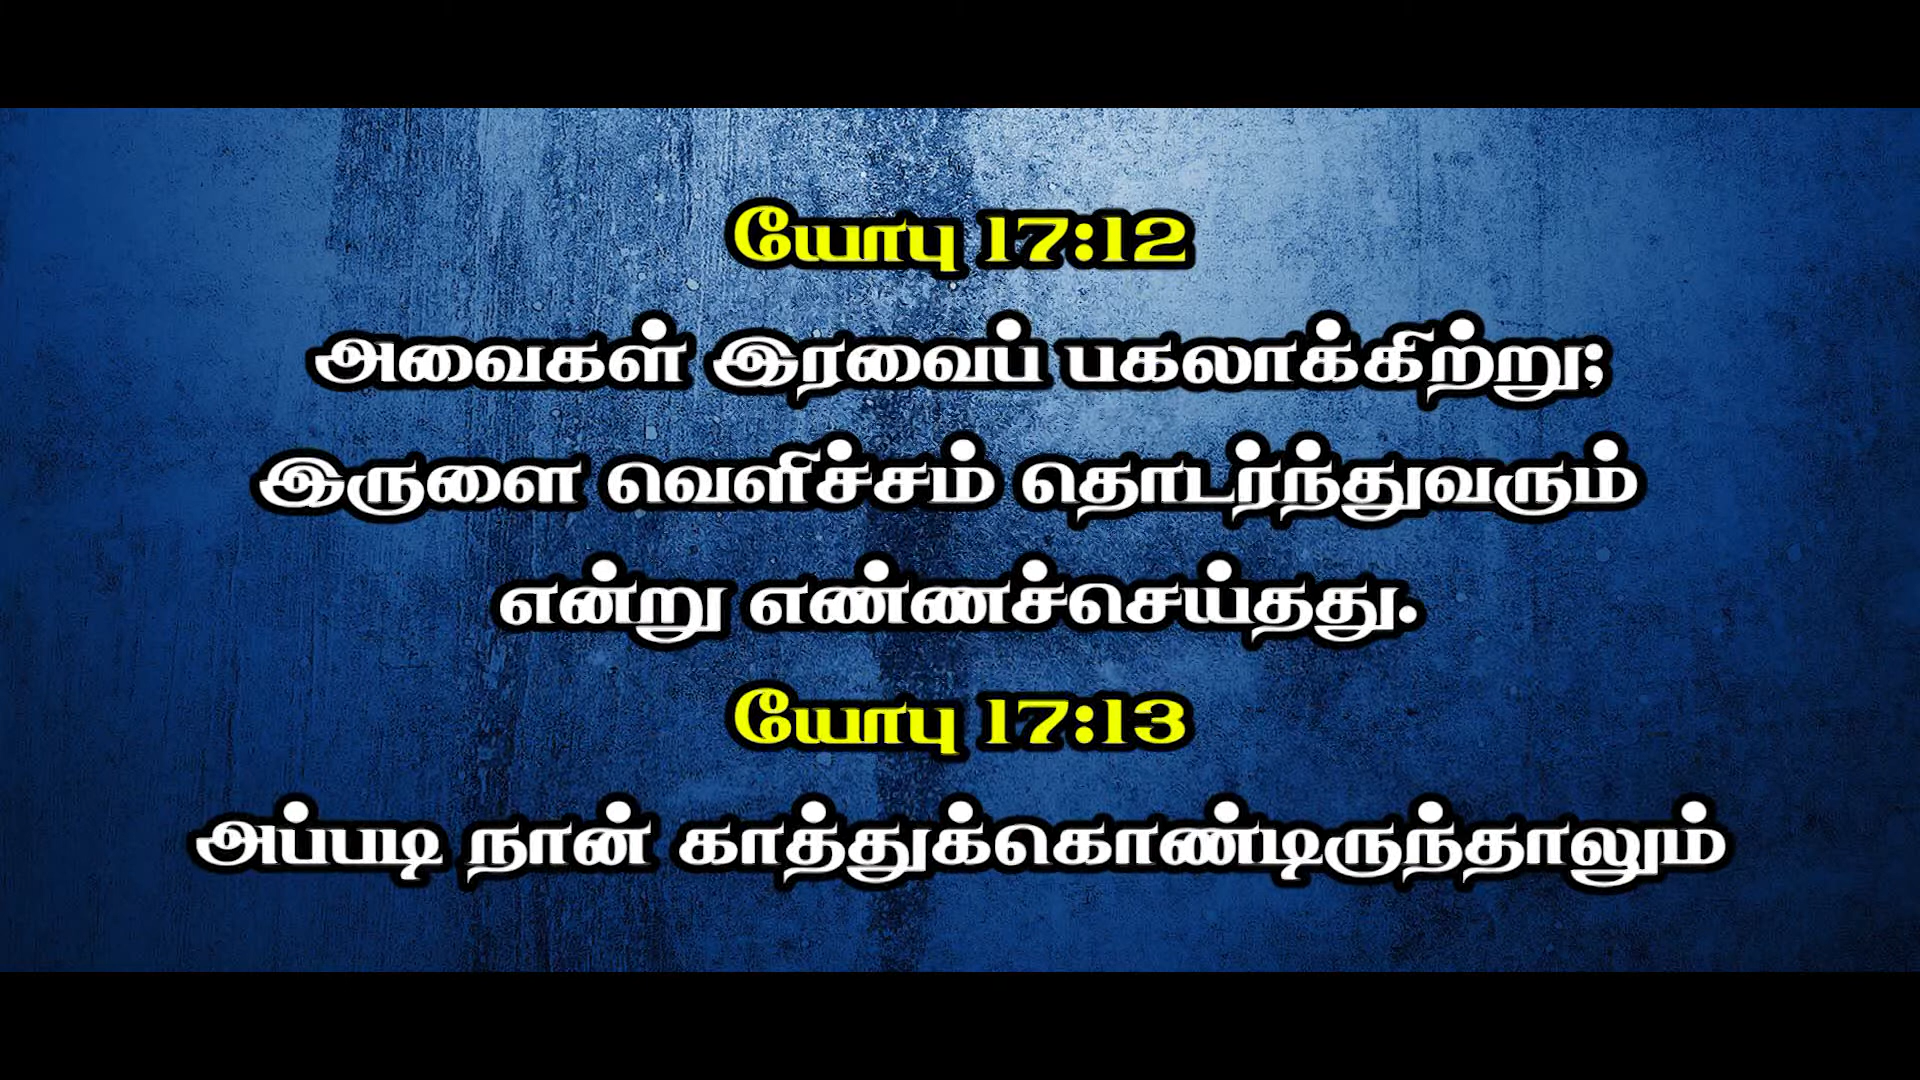 யோபு 17:12
அவைகள் இரவைப் பகலாக்கிற்று;
இருளை வெளிச்சம் தொடர்ந்துவரும்
என்று எண்ணச்செய்தது.
யோபு 17:13
அப்படி நான் காத்துக்கொண்டிருந்தாலும்